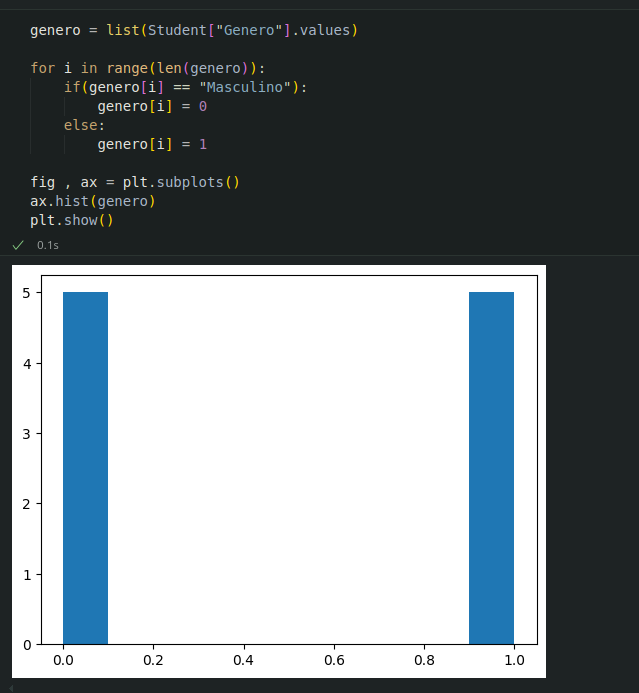 genero = list(Student["Genero"].values)
for i in range(len(genero)):
if(genero[i] == "Masculino"):
genero[i] = 0
else:
genero[i] = 1
fig , ax = plt.subplots()
ax.hist(genero)
plt.show()
0.1s
5
4
3
2
1
0
0.0 0.2 0.4 0.6 0.8 1.0